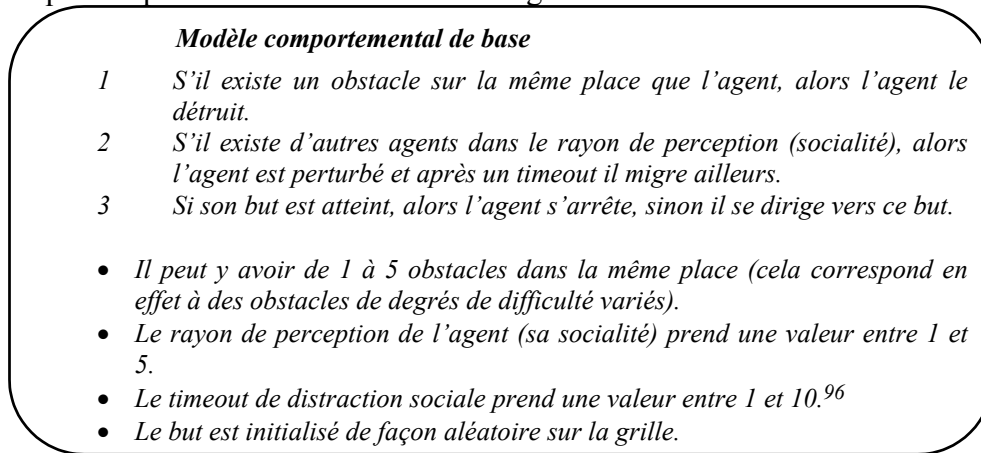 Modèle comportemental de base
1 S'il existe un obstacle sur la même place que l'agent, alors l'agent le
détruit.
2 S'il existe d'autres agents dans le rayon de perception (socialité), alors
l'agent est perturbé et après un timeout il migre ailleurs.
3 Si son but est atteint, alors l'agent s'arrête, sinon il se dirige vers ce but.
• Il peut y avoir de 1 à 5 obstacles dans la même place (cela correspond en
effet à des obstacles de degrés de difficulté variés).
• Le rayon de perception de l'agent (sa socialité) prend une valeur entre 1 et
5.
• Le timeout de distraction sociale prend une valeur entre 1 et 10.96
• Le but est initialisé de façon aléatoire sur la grille.